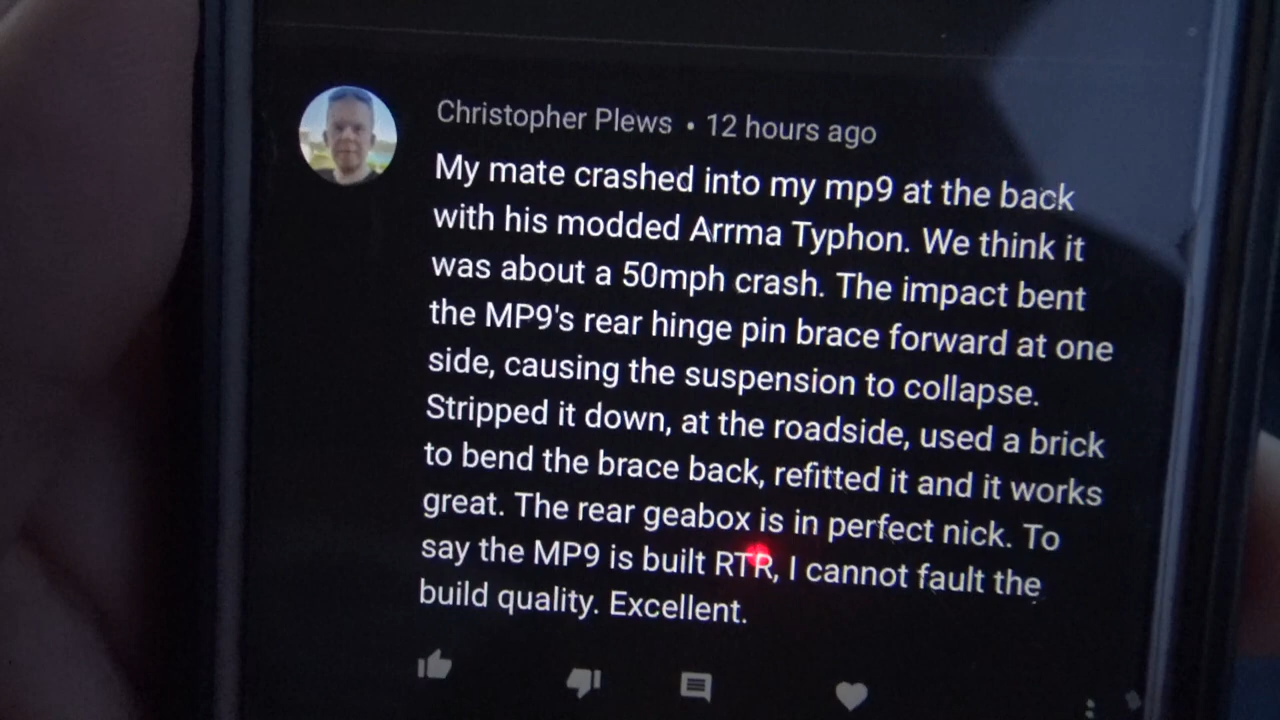 Christopher Plews • 12 hours ago
My mate crashed into my mp9 at the back
with his modded Arrma Typhon. We think it
was about a 50mph crash. The impact bent
the MP9's rear hinge pin brace forward at one
side, causing the suspension to collapse.
Stripped it down, at the roadside, used a brick
to bend the brace back, refitted it and it works
great. The rear geabox is in perfect nick. To
say the MP9 is built RTR, I cannot fault the
build quality. Excellent.